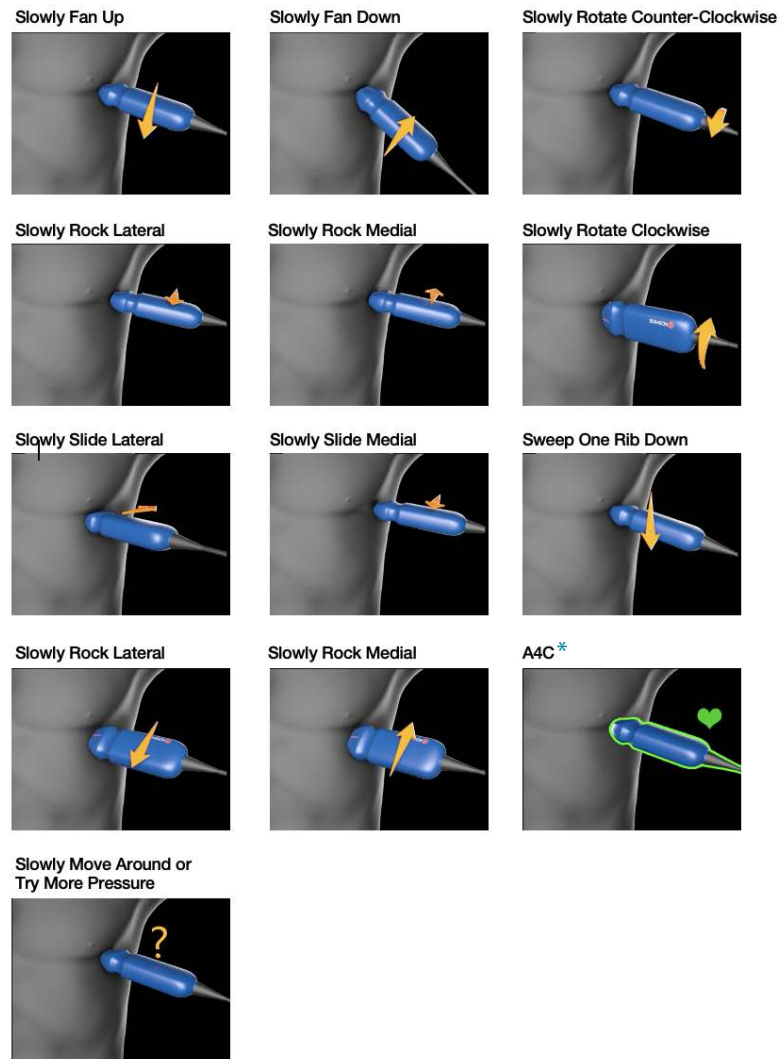 Slowly Fan Up
Slowly Fan Down
Slowly Rotate Counter-Clockwise
Slowly Rock Lateral
Slowly Rock Medial
Slowly Rotate Clockwise
Slowly Slide Lateral
Slowly Slide Medial
Sweep One Rib Down
Slowly Rock Lateral
Slowly Rock Medial
A4C*
Slowly Move Around or
Try More Pressure
?